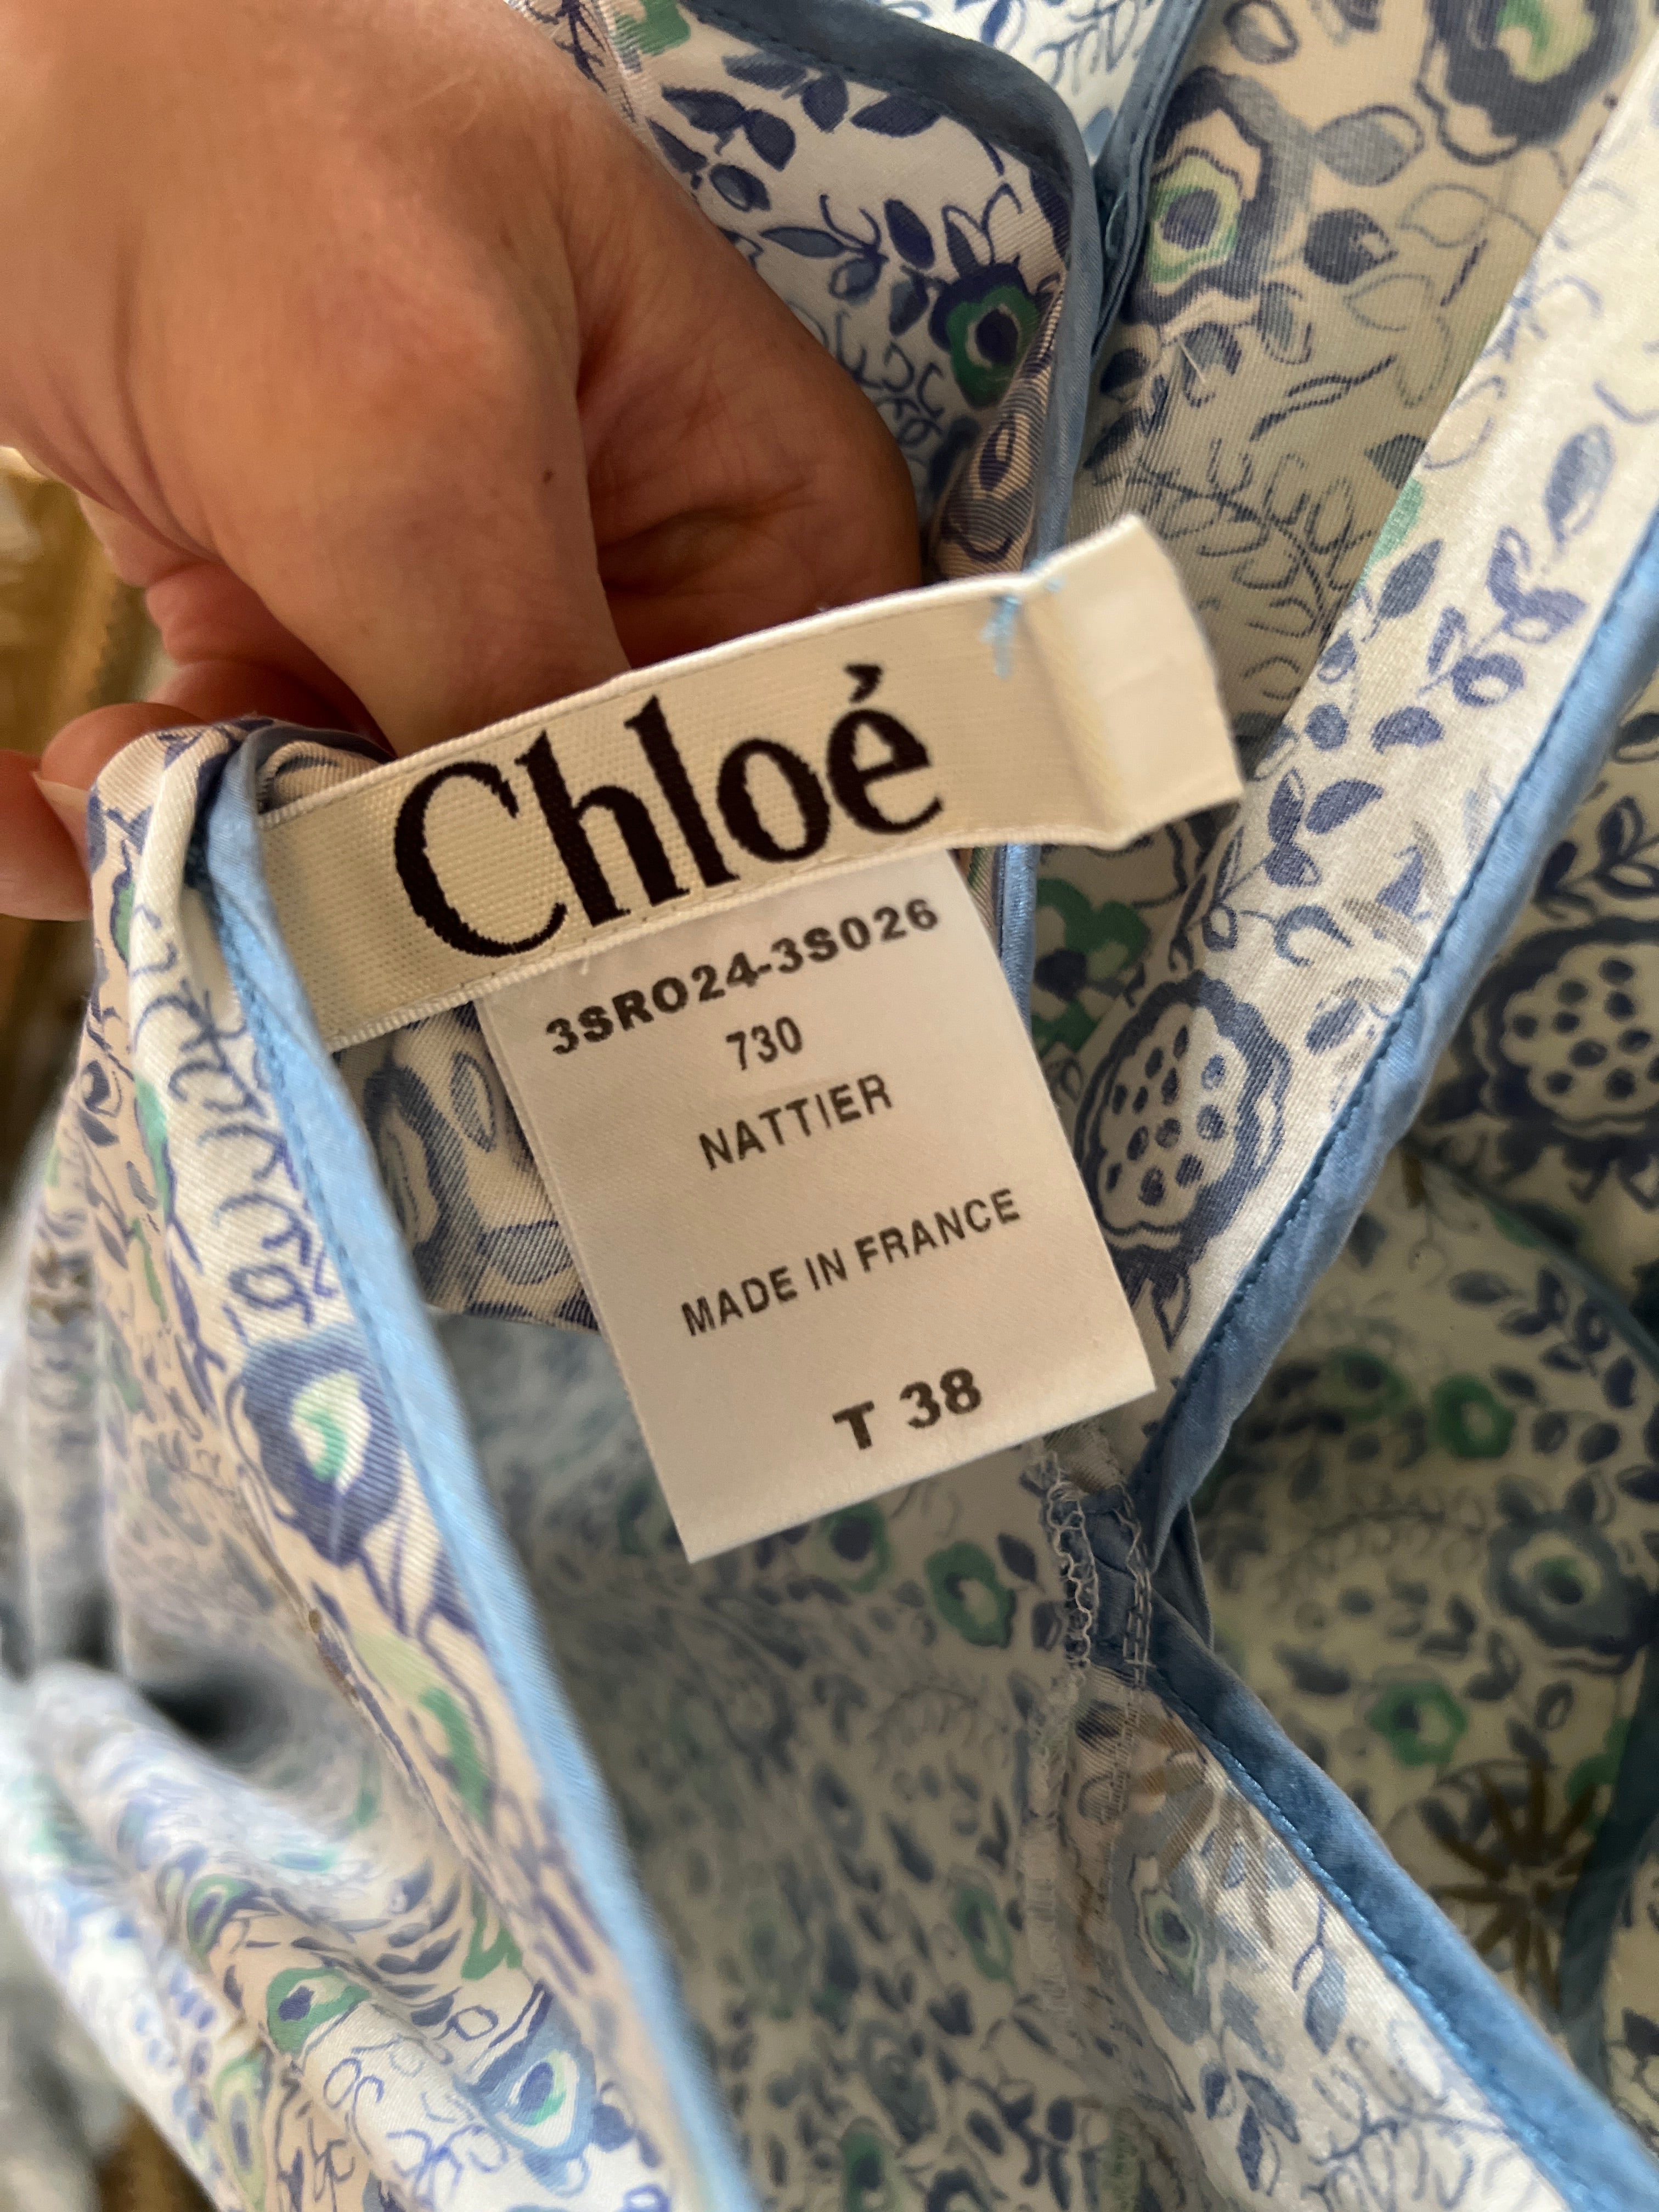 Chloé
3SRO24-3S026
730
NATTIER
MADE IN FRANCE
T 38